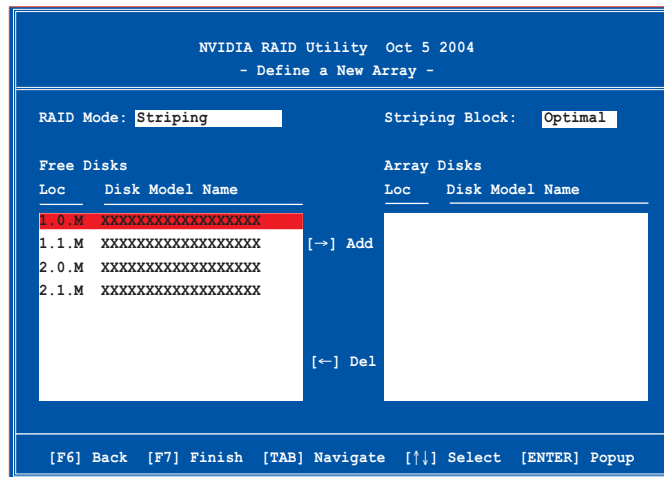 NVIDIA RAID Utility Oct 5 2004
- Define a New Array -
RAID Mode: Striping Striping Block: Optimal
Free Disks Array Disks
Loc Disk Model Name Loc Disk Model Name
1.0.M XXXXXXXXXXXXXXXXXX
1.1.M XXXXXXXXXXXXXXXXXX [→] Add
2.0.M XXXXXXXXXXXXXXXXXX
2.1.M XXXXXXXXXXXXXXXXXX
[←] Del
[F6] Back [F7] Finish [TAB] Navigate [↑↓] Select [ENTER] Popup